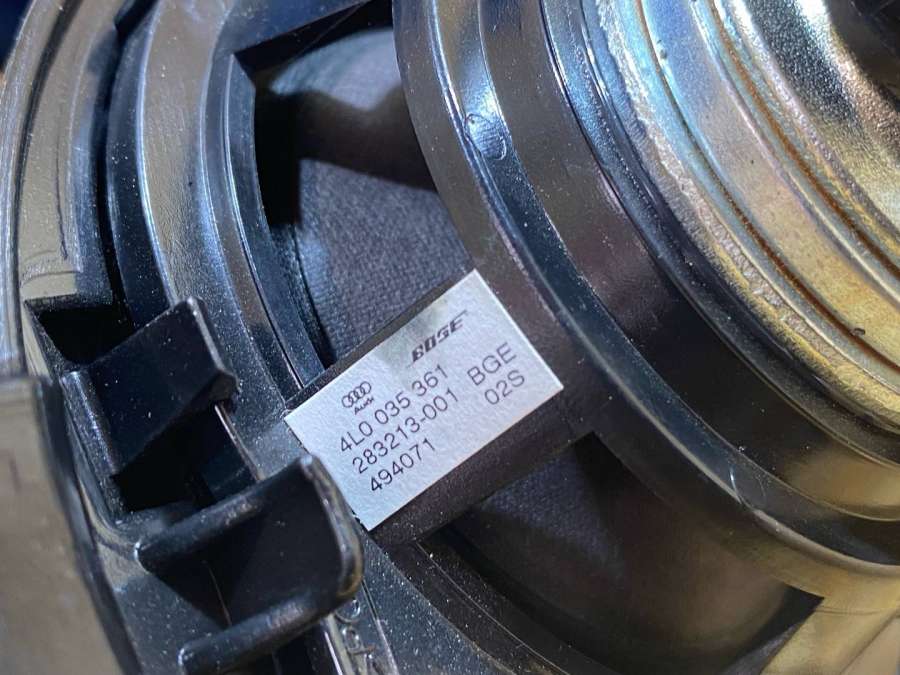 BOSE
Audi
4L0 035 361
283213-001 BGE
494071 02S